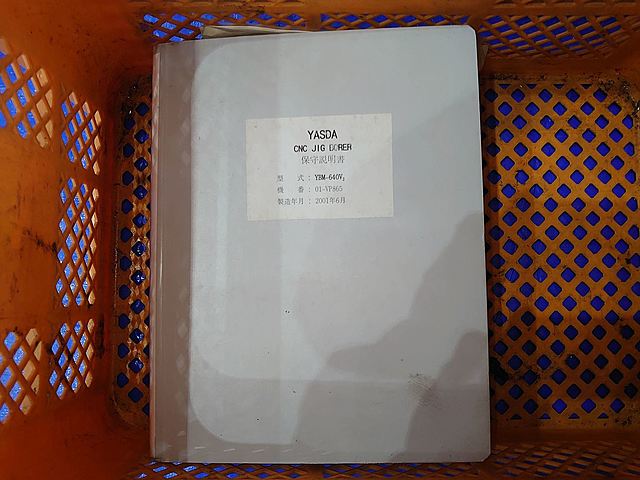 YASDA
CNC JIG BORER
保守説明書
型 式 : YBM-640V₂
機 番 : 01-VP865
製造年月 : 2001年6月